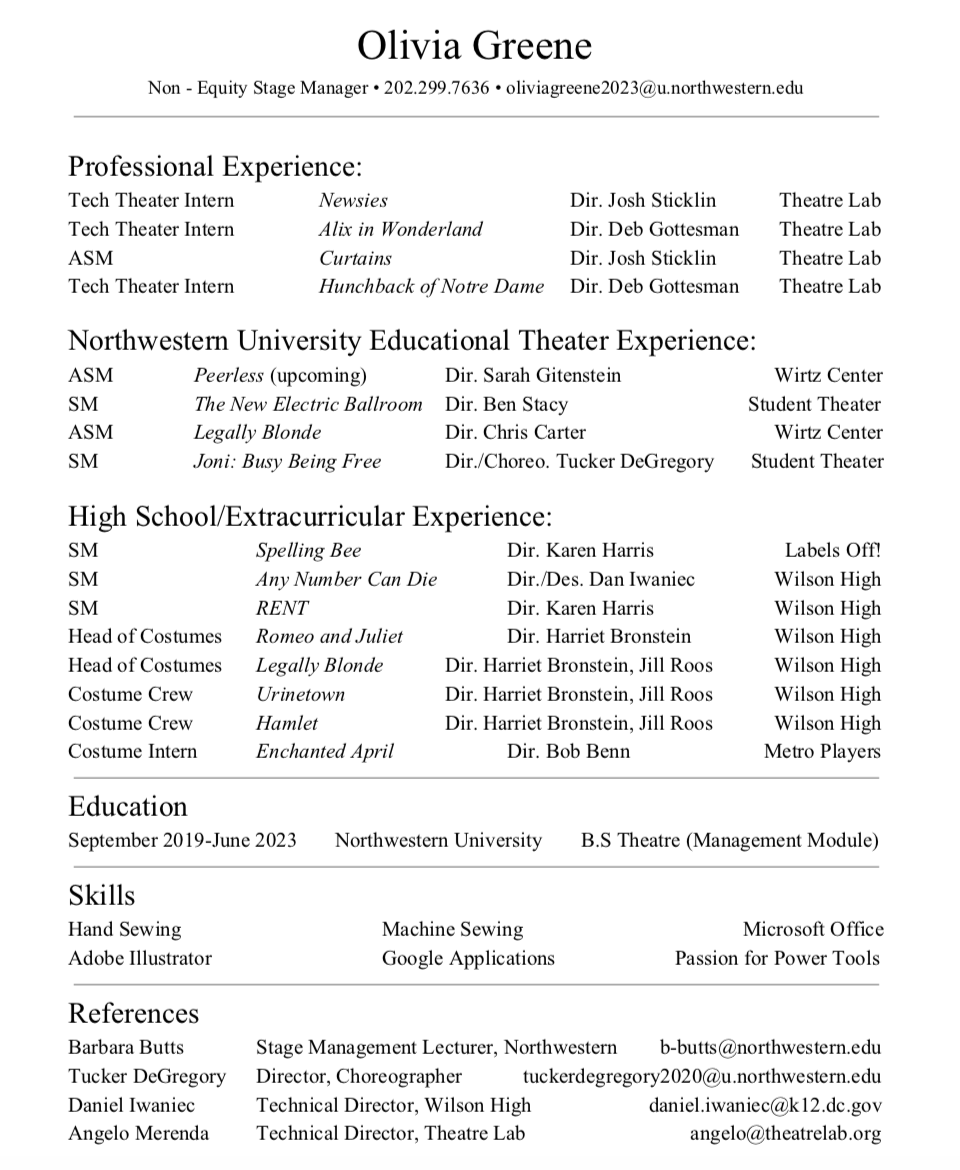 Olivia Greene
Non - Equity Stage Manager • 202.299.7636 • oliviagreene2023@u.northwestern.edu
Professional Experience:
Tech Theater Intern Newsies Dir. Josh Sticklin Theatre Lab
Tech Theater Intern Alix in Wonderland Dir. Deb Gottesman Theatre Lab
ASM Curtains Dir. Josh Sticklin Theatre Lab
Tech Theater Intern Hunchback of Notre Dame Dir. Deb Gottesman Theatre Lab
Northwestern University Educational Theater Experience:
ASM Peerless (upcoming) Dir. Sarah Gitenstein Wirtz Center
SM The New Electric Ballroom Dir. Ben Stacy Student Theater
ASM Legally Blonde Dir. Chris Carter Wirtz Center
SM Joni: Busy Being Free Dir./Choreo. Tucker DeGregory Student Theater
High School/Extracurricular Experience:
SM Spelling Bee Dir. Karen Harris Labels Off!
SM Any Number Can Die Dir./Des. Dan Iwaniec Wilson High
SM RENT Dir. Karen Harris Wilson High
Head of Costumes Romeo and Juliet Dir. Harriet Bronstein Wilson High
Head of Costumes Legally Blonde Dir. Harriet Bronstein, Jill Roos Wilson High
Costume Crew Urinetown Dir. Harriet Bronstein, Jill Roos Wilson High
Costume Crew Hamlet Dir. Harriet Bronstein, Jill Roos Wilson High
Costume Intern Enchanted April Dir. Bob Benn Metro Players
Education
September 2019-June 2023 Northwestern University B.S Theatre (Management Module)
Skills
Hand Sewing Machine Sewing Microsoft Office
Adobe Illustrator Google Applications Passion for Power Tools
References
Barbara Butts Stage Management Lecturer, Northwestern b-butts@northwestern.edu
Tucker DeGregory Director, Choreographer tuckerdegregory2020@u.northwestern.edu
Daniel Iwaniec Technical Director, Wilson High daniel.iwaniec@k12.dc.gov
Angelo Merenda Technical Director, Theatre Lab angelo@theatrelab.org